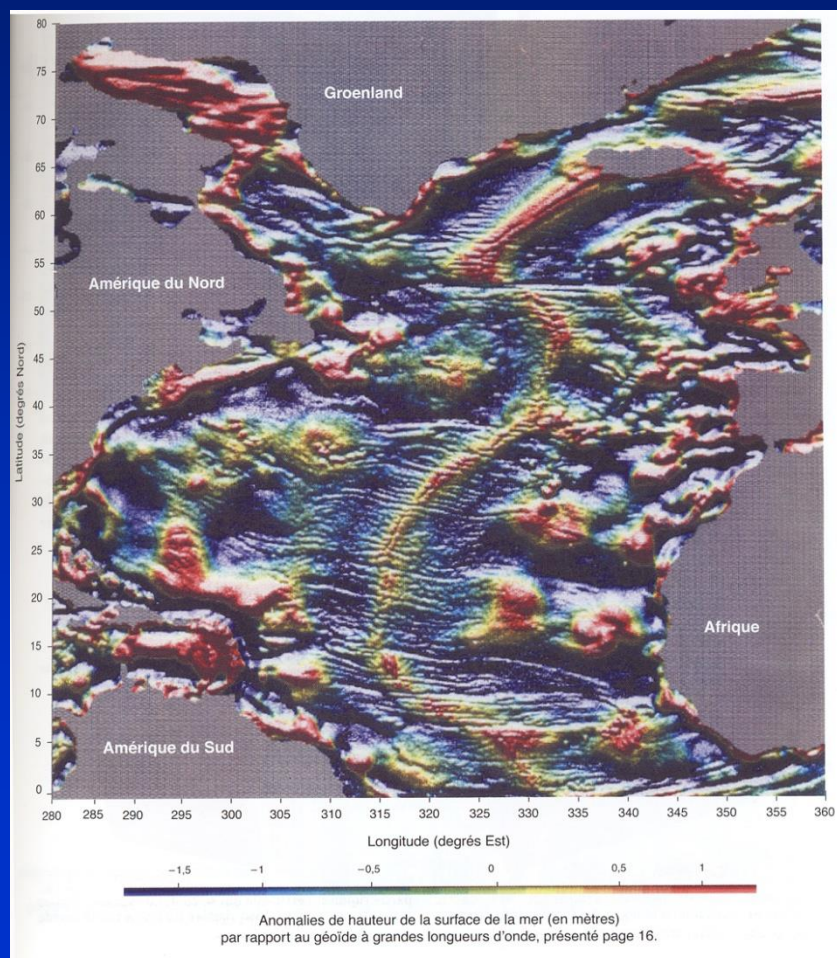 80
75
70
65
60
55
50
45
40
35
30
25
20
15
10
5
0
Latitude (degrés Nord)
Groenland
Amérique du Nord
Afrique
Amérique du Sud
280 285 290 295 300 305 310 315 320 325 330 335 340 345 350 355 360
Longitude (degrés Est)
−1,5 −1 −0,5 0 0,5 1
Anomalies de hauteur de la surface de la mer (en mètres)
par rapport au géoïde à grandes longueurs d'onde, présenté page 16.